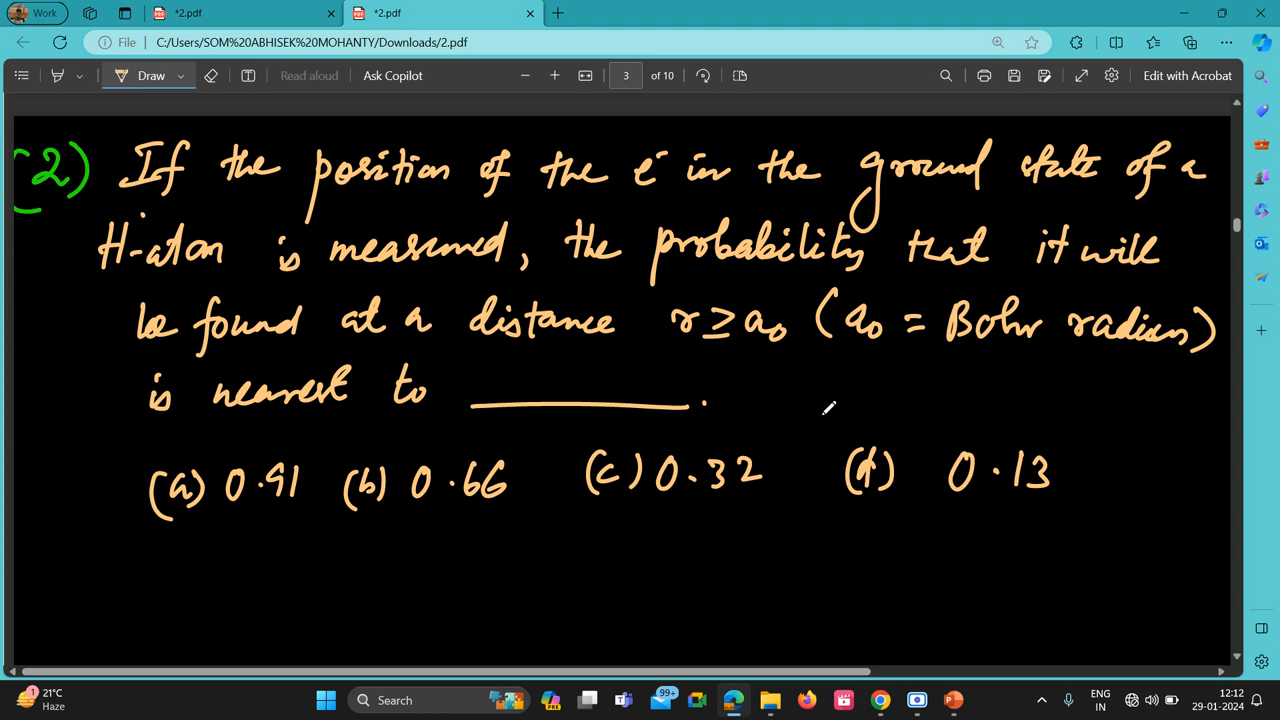 Work
*2.pdf
*2.pdf
File
C:/Users/SOM%20ABHISEK%20MOHANTY/Downloads/2.pdf
Draw
Read aloud
Ask Copilot
3
of 10
Edit with Acrobat
(2) If the position of the e⁻ in the ground state of a
H-atom is measured, the probability that it will
be found at a distance r ≥ a₀ (a₀ = Bohr radius)
is nearest to ________.
(a) 0.91 (b) 0.66 (c) 0.32 (d) 0.13
1
21°C
Haze
Search
PRE
99+
ENG
IN
12:12
29-01-2024